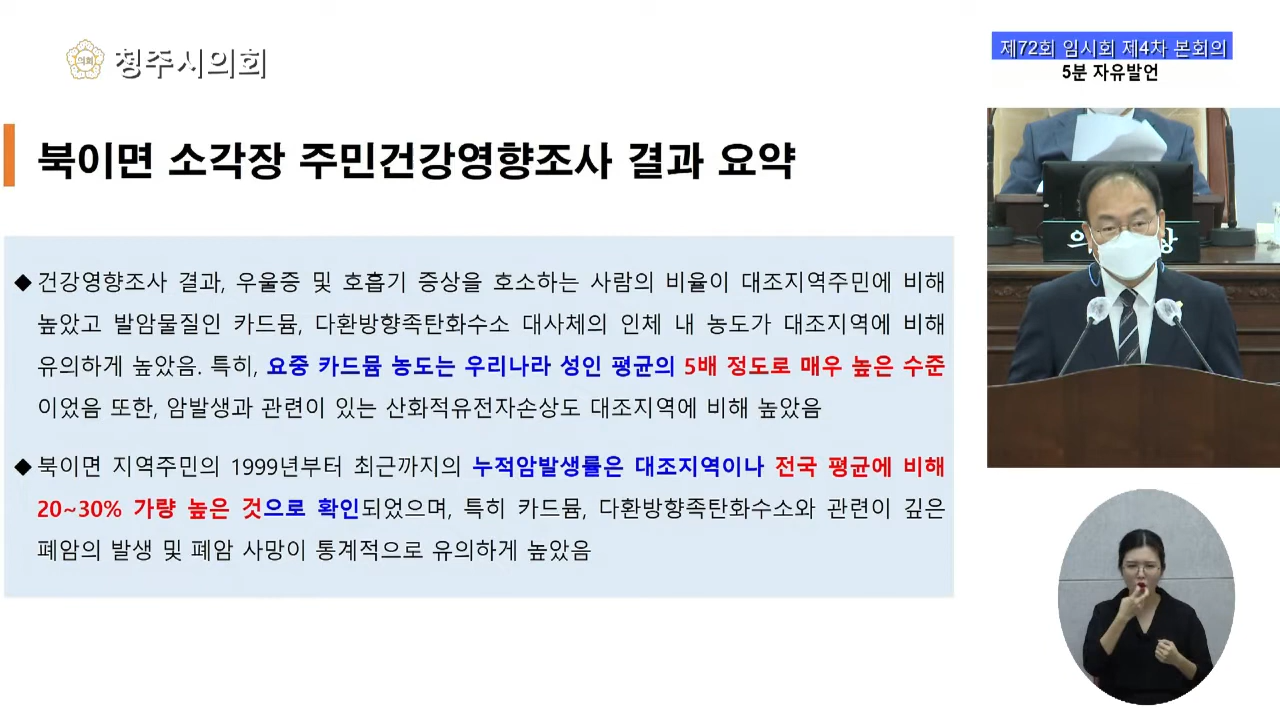 의회
청주시의회
제72회 임시회 제4차 본회의
5분 자유발언
북이면 소각장 주민건강영향조사 결과 요약
◆ 건강영향조사 결과, 우울증 및 호흡기 증상을 호소하는 사람의 비율이 대조지역주민에 비해
높았고 발암물질인 카드뮴, 다환방향족탄화수소 대사체의 인체 내 농도가 대조지역에 비해
유의하게 높았음. 특히, 요중 카드뮴 농도는 우리나라 성인 평균의 5배 정도로 매우 높은 수준
이었음 또한, 암발생과 관련이 있는 산화적유전자손상도 대조지역에 비해 높았음
◆ 북이면 지역주민의 1999년부터 최근까지의 누적암발생률은 대조지역이나 전국 평균에 비해
20~30% 가량 높은 것으로 확인되었으며, 특히 카드뮴, 다환방향족탄화수소와 관련이 깊은
폐암의 발생 및 폐암 사망이 통계적으로 유의하게 높았음
의 장